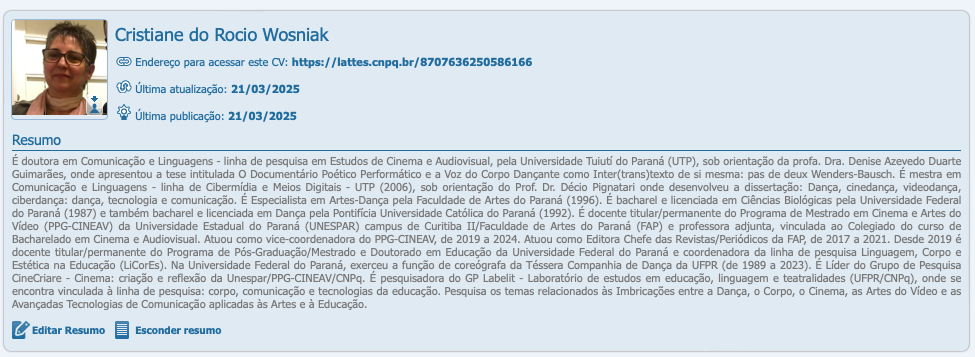 Cristiane do Rocio Wosniak
Endereço para acessar este CV: https://lattes.cnpq.br/8707636250586166
Última atualização: 21/03/2025
Última publicação: 21/03/2025
Resumo
É doutora em Comunicação e Linguagens - linha de pesquisa em Estudos de Cinema e Audiovisual, pela Universidade Tuiutí do Paraná (UTP), sob orientação da profa. Dra. Denise Azevedo Duarte
Guimarães, onde apresentou a tese intitulada O Documentário Poético Performático e a Voz do Corpo Dançante como Inter(trans)texto de si mesma: pas de deux Wenders-Bausch. É mestra em
Comunicação e Linguagens - linha de Cibermídia e Meios Digitais - UTP (2006), sob orientação do Prof. Dr. Décio Pignatari onde desenvolveu a dissertação: Dança, cinedança, videodança,
ciberdança: dança, tecnologia e comunicação. É Especialista em Artes-Dança pela Faculdade de Artes do Paraná (1996). É bacharel e licenciada em Ciências Biológicas pela Universidade Federal
do Paraná (1987) e também bacharel e licenciada em Dança pela Pontifícia Universidade Católica do Paraná (1992). É docente titular/permanente do Programa de Mestrado em Cinema e Artes do
Vídeo (PPG-CINEAV) da Universidade Estadual do Paraná (UNESPAR) campus de Curitiba II/Faculdade de Artes do Paraná (FAP) e professora adjunta, vinculada ao Colegiado do curso de
Bacharelado em Cinema e Audiovisual. Atuou como vice-coordenadora do PPG-CINEAV, de 2019 a 2024. Atuou como Editora Chefe das Revistas/Periódicos da FAP, de 2017 a 2021. Desde 2019 é
docente titular/permanente do Programa de Pós-Graduação/Mestrado e Doutorado em Educação da Universidade Federal do Paraná e coordenadora da linha de pesquisa Linguagem, Corpo e
Estética na Educação (LiCorEs). Na Universidade Federal do Paraná, exerceu a função de coreógrafa da Téssera Companhia de Dança da UFPR (de 1989 a 2023). É Líder do Grupo de Pesquisa
CineCriare - Cinema: criação e reflexão da Unespar/PPG-CINEAV/CNPq. É pesquisadora do GP Labelit - Laboratório de estudos em educação, linguagem e teatralidades (UFPR/CNPq), onde se
encontra vinculada à linha de pesquisa: corpo, comunicação e tecnologias da educação. Pesquisa os temas relacionados às Imbricações entre a Dança, o Corpo, o Cinema, as Artes do Vídeo e as
Avançadas Tecnologias de Comunicação aplicadas às Artes e à Educação.
Editar Resumo Esconder resumo